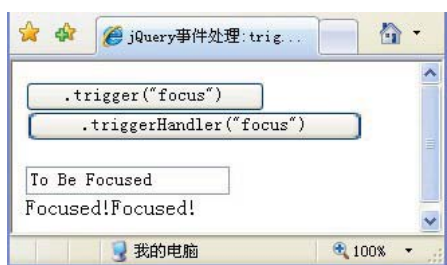 jQuery事件处理:trig...
.trigger("focus")
.triggerHandler("focus")
To Be Focused
Focused!Focused!
我的电脑
100%